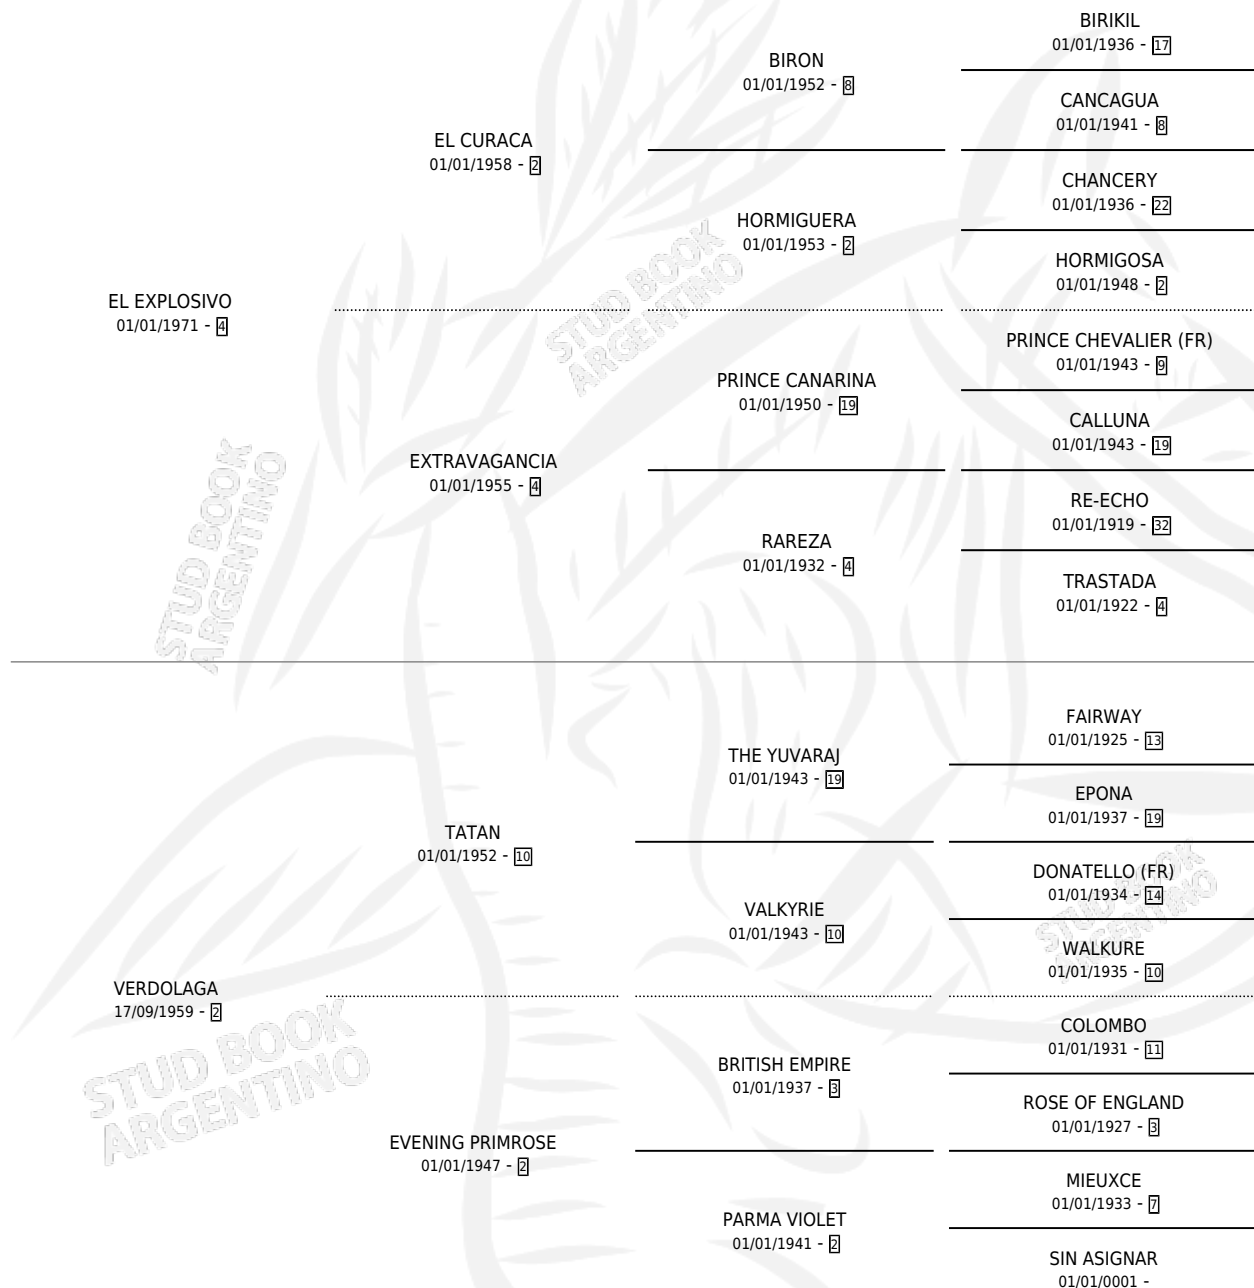 BIRIKIL
01/01/1936 - 17
BIRON
01/01/1952 - 8
CANCAGUA
01/01/1941 - 8
EL CURACA
01/01/1958 - 2
CHANCERY
01/01/1936 - 22
HORMIGUERA
01/01/1953 - 2
HORMIGOSA
01/01/1948 - 2
EL EXPLOSIVO
01/01/1971 - 4
PRINCE CHEVALIER (FR)
01/01/1943 - 9
PRINCE CANARINA
01/01/1950 - 19
CALLUNA
01/01/1943 - 19
EXTRAVAGANCIA
01/01/1955 - 4
RE-ECHO
01/01/1919 - 32
RAREZA
01/01/1932 - 4
TRASTADA
01/01/1922 - 4
STUD BOOK
ARGENTINO
STUD BOOK
ARGENTINO
FAIRWAY
01/01/1925 - 13
THE YUVARAJ
01/01/1943 - 19
EPONA
01/01/1937 - 19
TATAN
01/01/1952 - 10
DONATELLO (FR)
01/01/1934 - 14
VALKYRIE
01/01/1943 - 10
WALKURE
01/01/1935 - 10
VERDOLAGA
17/09/1959 - 2
COLOMBO
01/01/1931 - 11
BRITISH EMPIRE
01/01/1937 - 3
ROSE OF ENGLAND
01/01/1927 - 3
EVENING PRIMROSE
01/01/1947 - 2
MIEUXCE
01/01/1933 - 7
PARMA VIOLET
01/01/1941 - 2
SIN ASIGNAR
01/01/0001 -
STUD BOOK
ARGENTINO
STUD BOOK
ARGENTINO